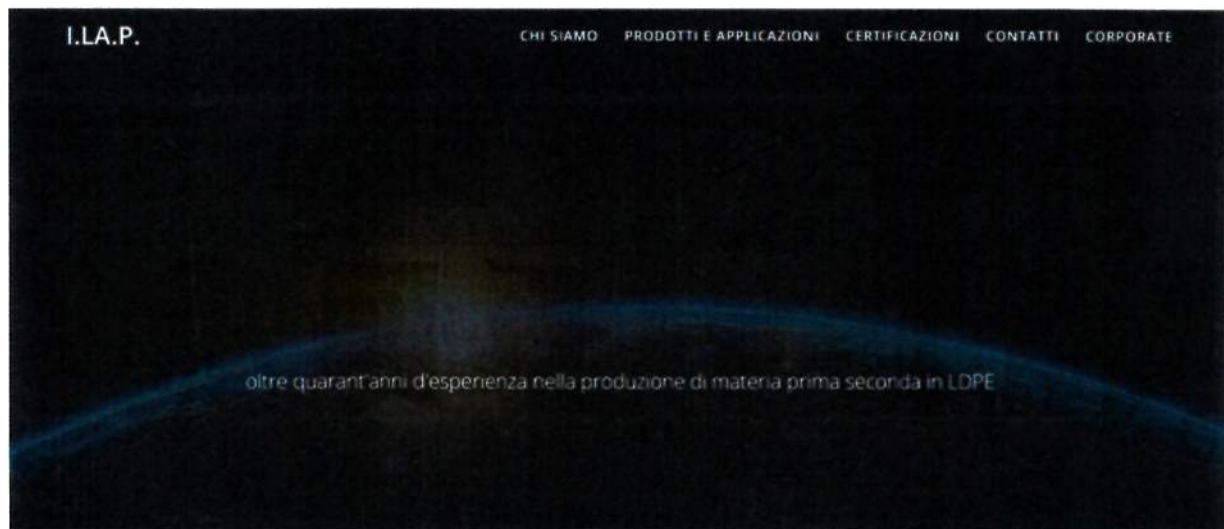 I.LA.P.
CHI SIAMO PRODOTTI E APPLICAZIONI CERTIFICAZIONI CONTATTI CORPORATE
oltre quarant'anni d'esperienza nella produzione di materia prima seconda in LDPE